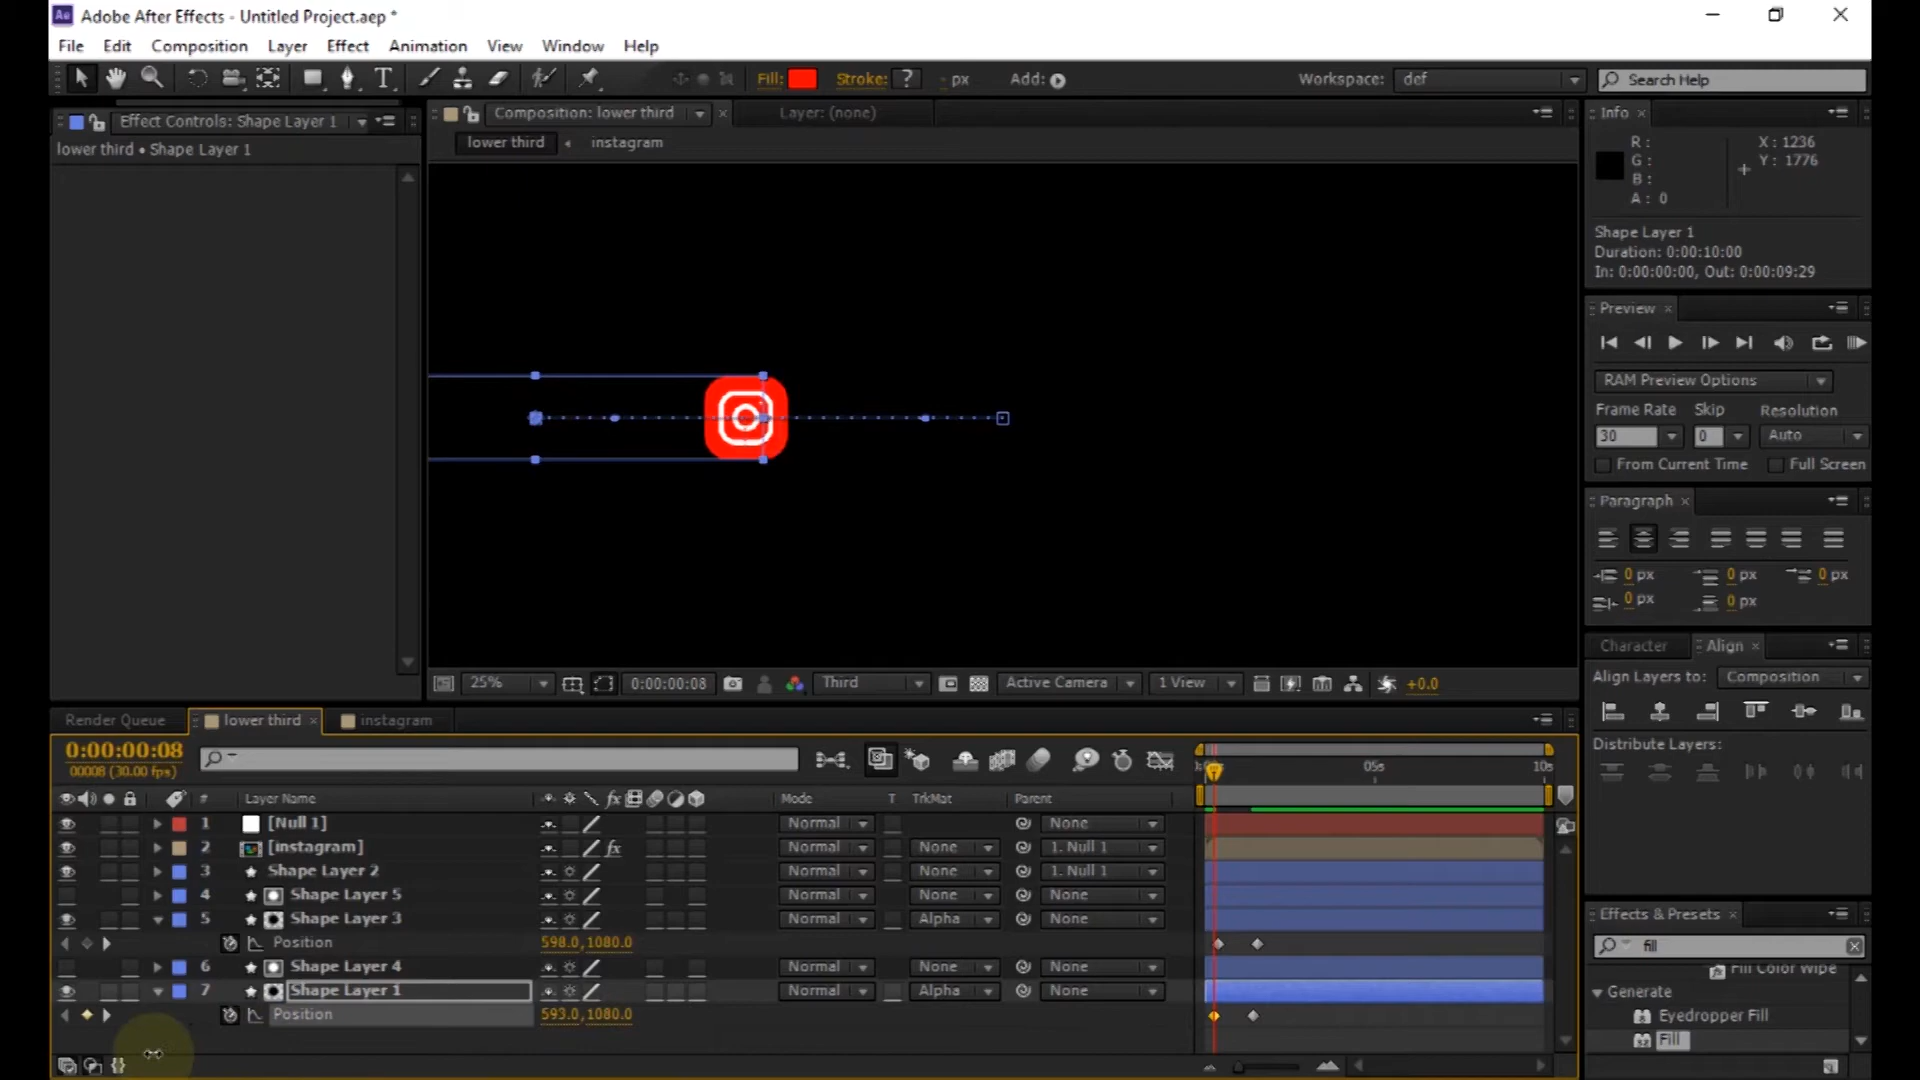 Ae Adobe After Effects - Untitled Project.aep *
File Edit Composition Layer Effect Animation View Window Help
Fill: Stroke: ? - px Add: Workspace: def Search Help
Effect Controls: Shape Layer 1 Composition: lower third Layer: (none) Info
lower third • Shape Layer 1 lower third instagram
R : X : 1236
G : Y : 1776
B :
A : 0
Shape Layer 1
Duration: 0:00:10:00
In: 0:00:00:00, Out: 0:00:09:29
Preview
RAM Preview Options
Frame Rate Skip Resolution
30 0 Auto
From Current Time Full Screen
Paragraph
0 px 0 px 0 px
0 px 0 px
Character Align
25% 0:00:00:08 Third Active Camera 1 View +0.0
Align Layers to: Composition
Render Queue lower third instagram
Distribute Layers:
0:00:00:08
00008 (30.00 fps) 05s 10s
# Layer Name fx Mode T TrkMat Parent
1 [Null 1] Normal None
2 [instagram] fx Normal None 1. Null 1
3 Shape Layer 2 Normal None 1. Null 1
4 Shape Layer 5 Normal None None
5 Shape Layer 3 Normal Alpha None
Position 598.0,1080.0
6 Shape Layer 4 Normal None None
7 Shape Layer 1 Normal Alpha None
Position 593.0,1080.0
Effects & Presets
fill
Fill Color Wipe
Generate
Eyedropper Fill
Fill